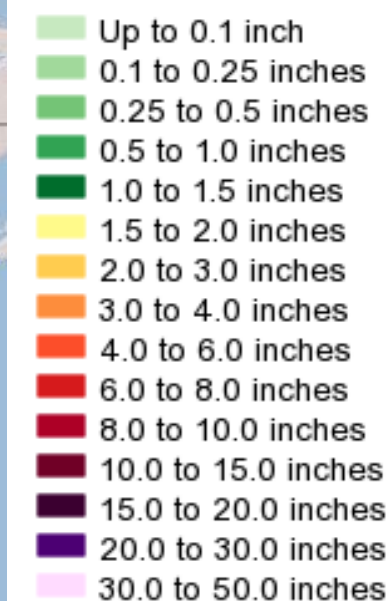 Up to 0.1 inch
0.1 to 0.25 inches
0.25 to 0.5 inches
0.5 to 1.0 inches
1.0 to 1.5 inches
1.5 to 2.0 inches
2.0 to 3.0 inches
3.0 to 4.0 inches
4.0 to 6.0 inches
6.0 to 8.0 inches
8.0 to 10.0 inches
10.0 to 15.0 inches
15.0 to 20.0 inches
20.0 to 30.0 inches
30.0 to 50.0 inches